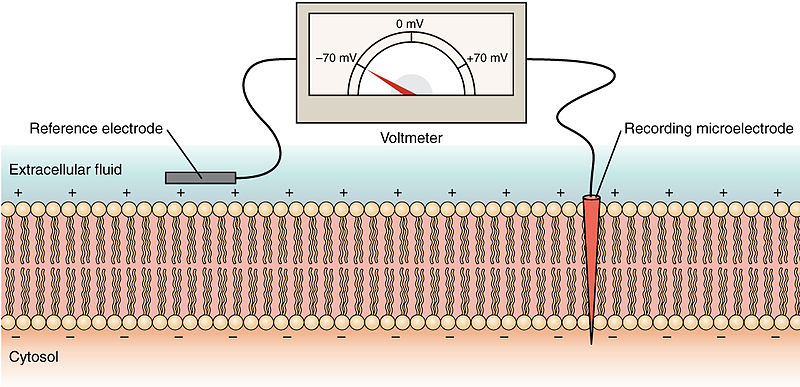 0 mV
−70 mV
+70 mV
Voltmeter
Reference electrode
Recording microelectrode
Extracellular fluid
+ + + + + + + + + + + + + + +
− − − − − − − − − − − − − − −
Cytosol